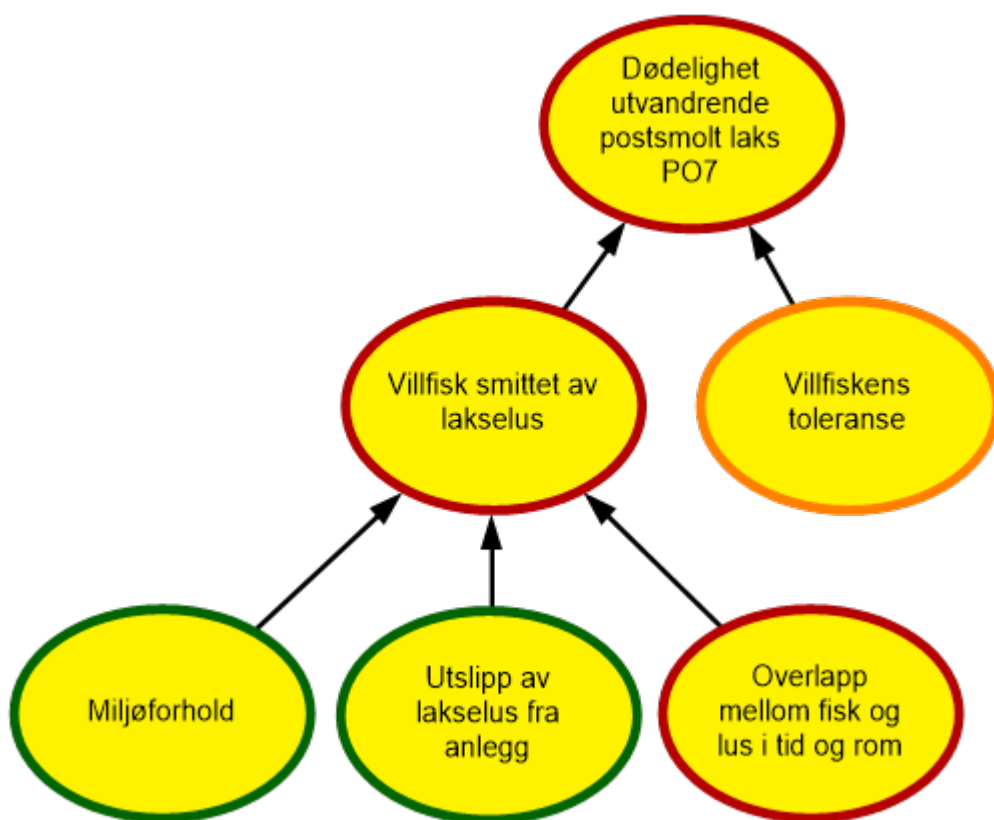 Dødelighet
utvandrende
postsmolt laks
PO7
Villfisk smittet av
lakselus
Villfiskens
toleranse
Miljøforhold
Utslipp av
lakselus fra
anlegg
Overlapp
mellom fisk og
lus i tid og rom